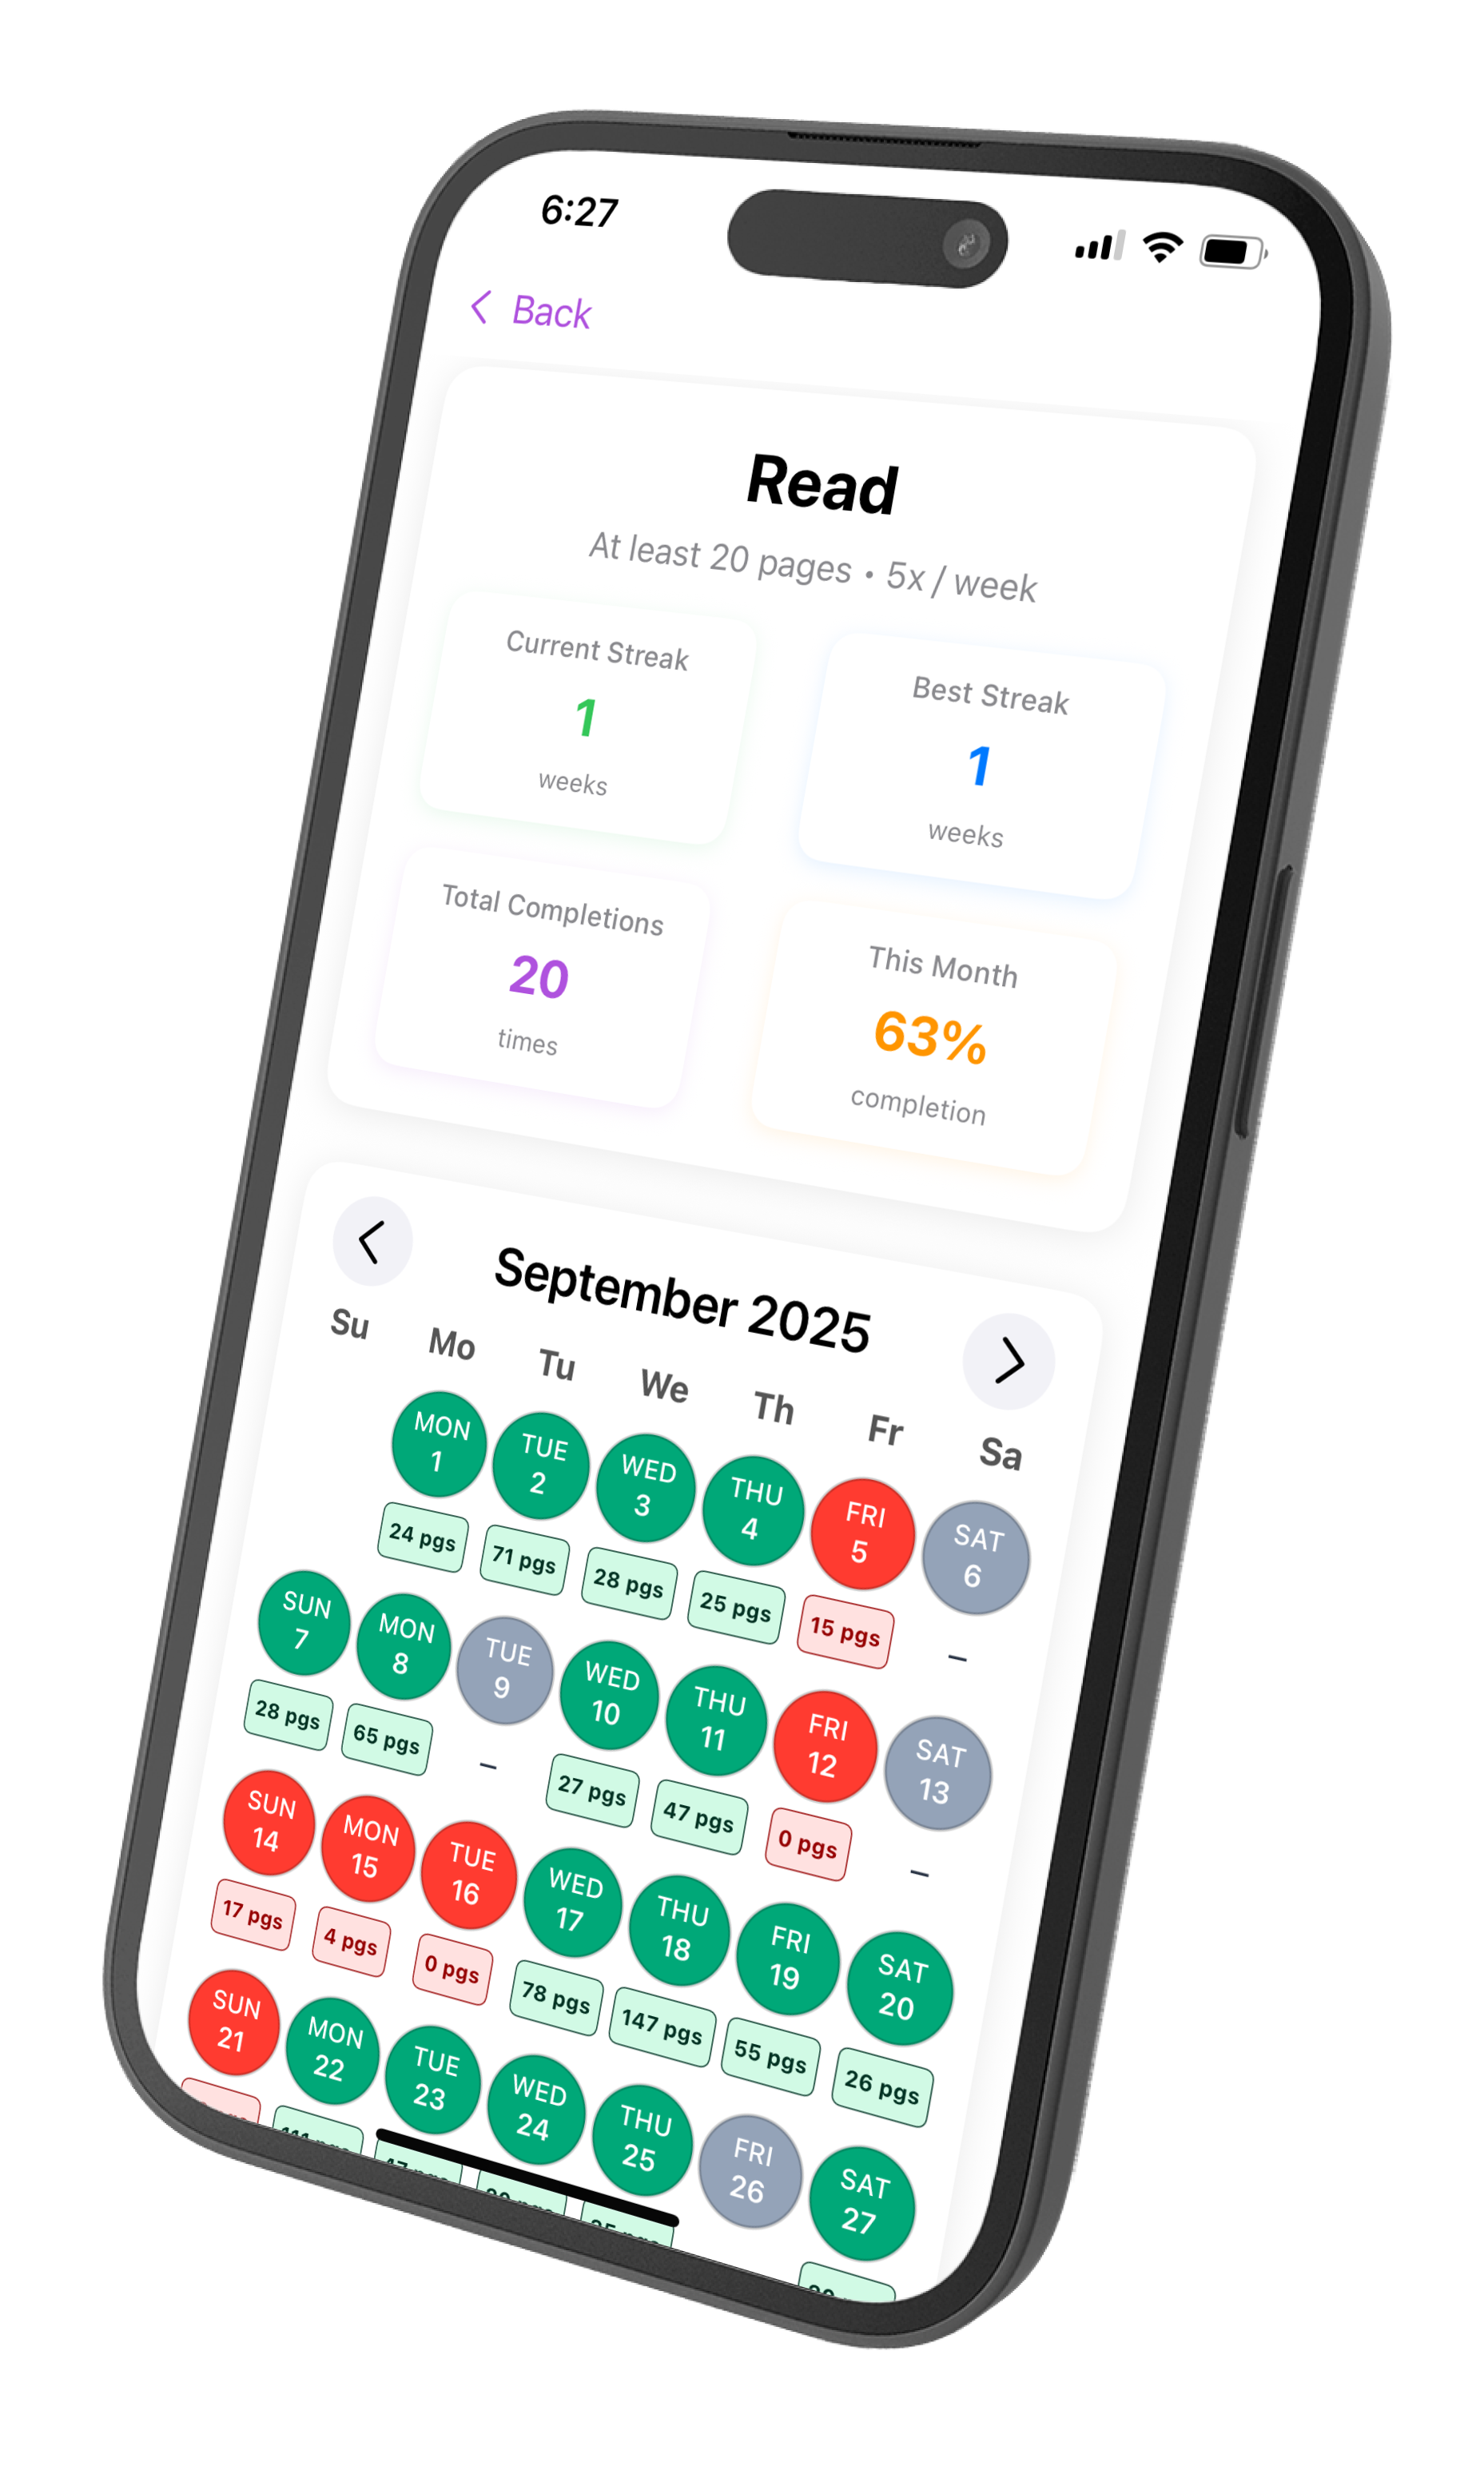 6:27
Back
Read
At least 20 pages • 5x / week
Current Streak
1
weeks
Best Streak
1
weeks
Total Completions
20
times
This Month
63%
completion
September 2025
Su Mo Tu We Th Fr Sa
MON 1 TUE 2 WED 3 THU 4 FRI 5 SAT 6
24 pgs 71 pgs 28 pgs 25 pgs 15 pgs –
SUN 7 MON 8 TUE 9 WED 10 THU 11 FRI 12 SAT 13
28 pgs 65 pgs – 27 pgs 47 pgs 0 pgs –
SUN 14 MON 15 TUE 16 WED 17 THU 18 FRI 19 SAT 20
17 pgs 4 pgs 0 pgs 78 pgs 147 pgs 55 pgs 26 pgs
SUN 21 MON 22 TUE 23 WED 24 THU 25 FRI 26 SAT 27